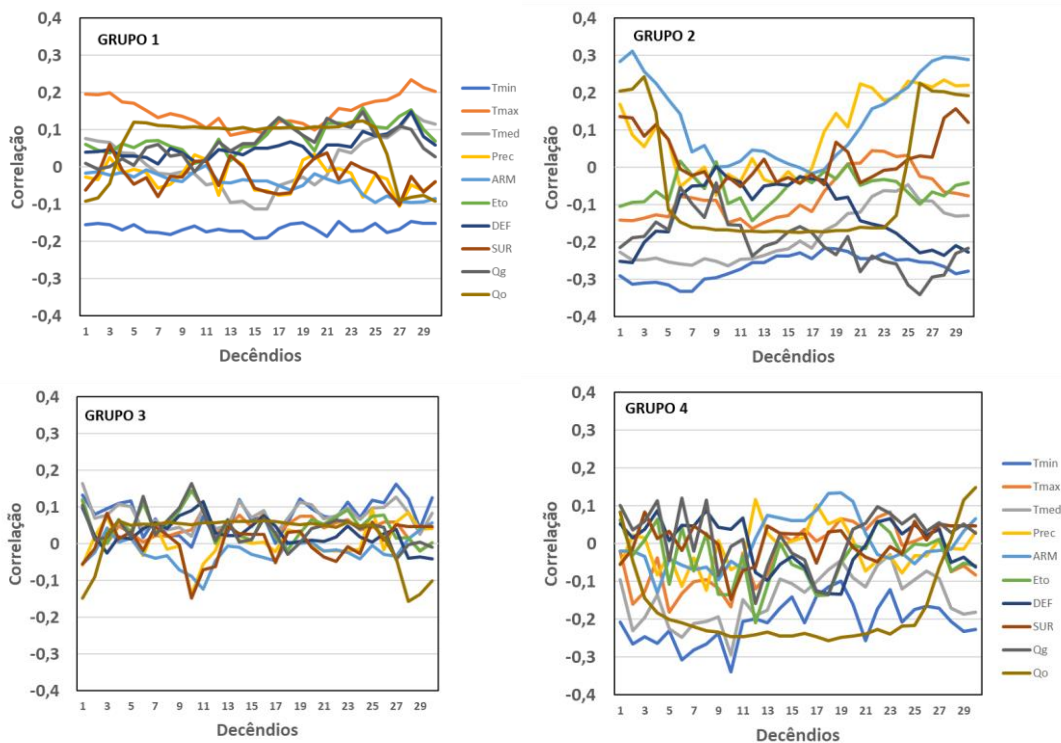 GRUPO 1
Correlação
0,4
0,3
0,2
0,1
0
-0,1
-0,2
-0,3
-0,4
1 3 5 7 9 11 13 15 17 19 21 23 25 27 29
Decêndios
Tmin
Tmax
Tmed
Prec
ARM
Eto
DEF
SUR
Qg
Qo
GRUPO 2
Correlação
0,4
0,3
0,2
0,1
0
-0,1
-0,2
-0,3
-0,4
1 3 5 7 9 11 13 15 17 19 21 23 25 27 29
Decêndios
GRUPO 3
Correlação
0,4
0,3
0,2
0,1
0
-0,1
-0,2
-0,3
-0,4
1 3 5 7 9 11 13 15 17 19 21 23 25 27 29
Decêndios
GRUPO 4
Correlação
0,4
0,3
0,2
0,1
0
-0,1
-0,2
-0,3
-0,4
1 3 5 7 9 11 13 15 17 19 21 23 25 27 29
Decêndios
Tmin
Tmax
Tmed
Prec
ARM
Eto
DEF
SUR
Qg
Qo